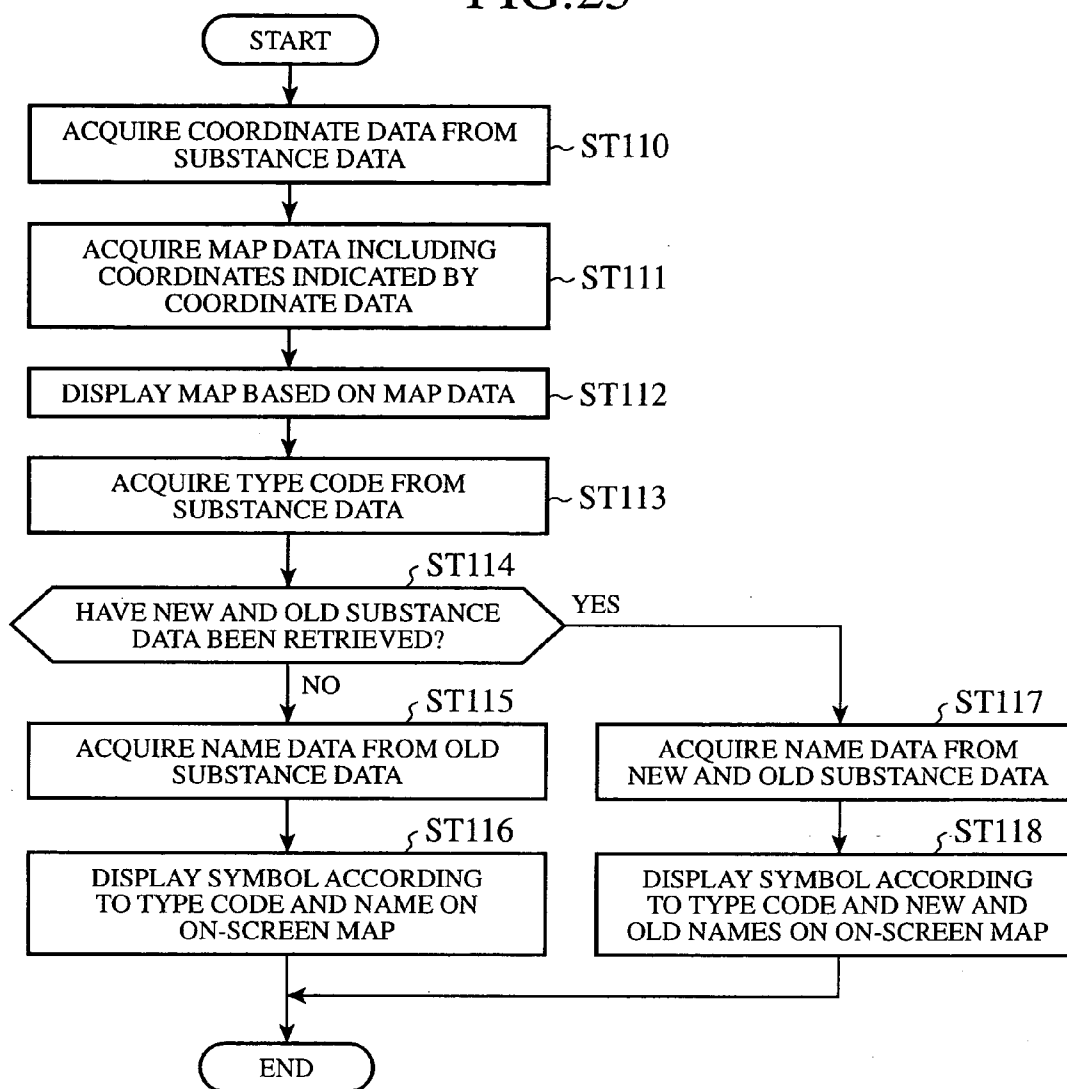 FIG.23
START
ACQUIRE COORDINATE DATA FROM
SUBSTANCE DATA
~ST110
ACQUIRE MAP DATA INCLUDING
COORDINATES INDICATED BY
COORDINATE DATA
~ST111
DISPLAY MAP BASED ON MAP DATA
~ST112
ACQUIRE TYPE CODE FROM
SUBSTANCE DATA
~ST113
ST114
HAVE NEW AND OLD SUBSTANCE
DATA BEEN RETRIEVED?
YES
NO
ST115
ACQUIRE NAME DATA FROM OLD
SUBSTANCE DATA
ST116
DISPLAY SYMBOL ACCORDING
TO TYPE CODE AND NAME ON
ON-SCREEN MAP
ST117
ACQUIRE NAME DATA FROM
NEW AND OLD SUBSTANCE DATA
ST118
DISPLAY SYMBOL ACCORDING
TO TYPE CODE AND NEW AND
OLD NAMES ON ON-SCREEN MAP
END